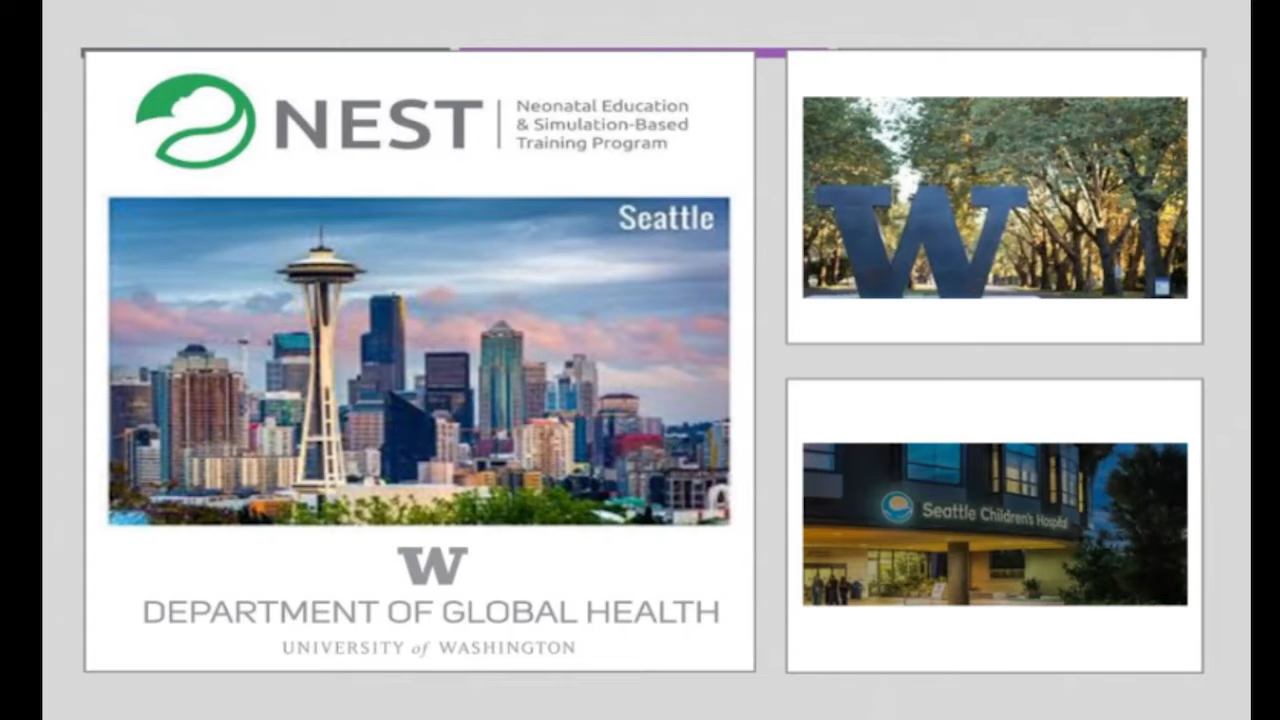 NEST
Neonatal Education
& Simulation-Based
Training Program
Seattle
W
DEPARTMENT OF GLOBAL HEALTH
UNIVERSITY of WASHINGTON
W
Seattle Children's Hospital